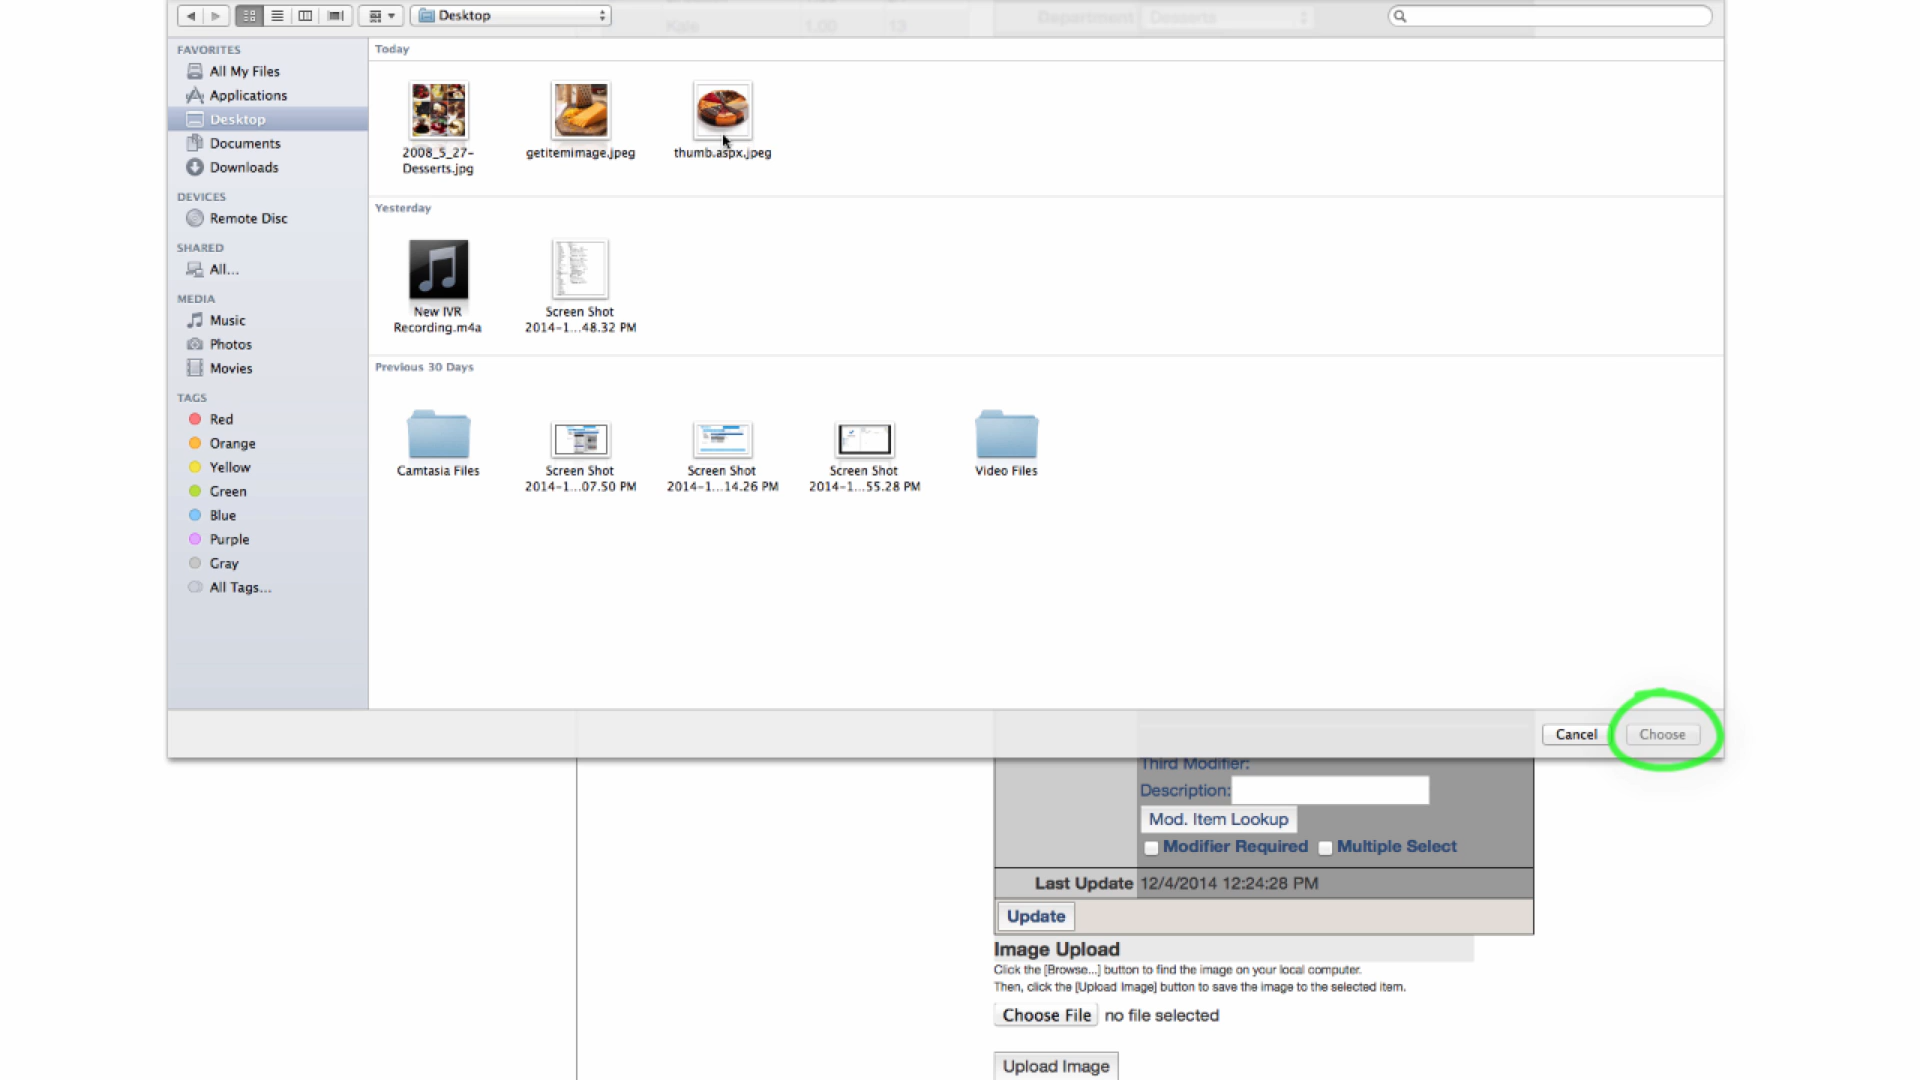 Desktop
Kale 1.00 13
Department Desserts
FAVORITES
All My Files
Applications
Desktop
Documents
Downloads
DEVICES
Remote Disc
SHARED
All...
MEDIA
Music
Photos
Movies
TAGS
Red
Orange
Yellow
Green
Blue
Purple
Gray
All Tags...
Today
2008_5_27-
Desserts.jpg
getitemimage.jpeg
thumb.aspx.jpeg
Yesterday
New IVR
Recording.m4a
Screen Shot
2014-1...48.32 PM
Previous 30 Days
Camtasia Files
Screen Shot
2014-1...07.50 PM
Screen Shot
2014-1...14.26 PM
Screen Shot
2014-1...55.28 PM
Video Files
Cancel
Choose
Third Modifier:
Description:
Mod. Item Lookup
Modifier Required Multiple Select
Last Update 12/4/2014 12:24:28 PM
Update
Image Upload
Click the [Browse...] button to find the image on your local computer.
Then, click the [Upload Image] button to save the image to the selected item.
Choose File no file selected
Upload Image